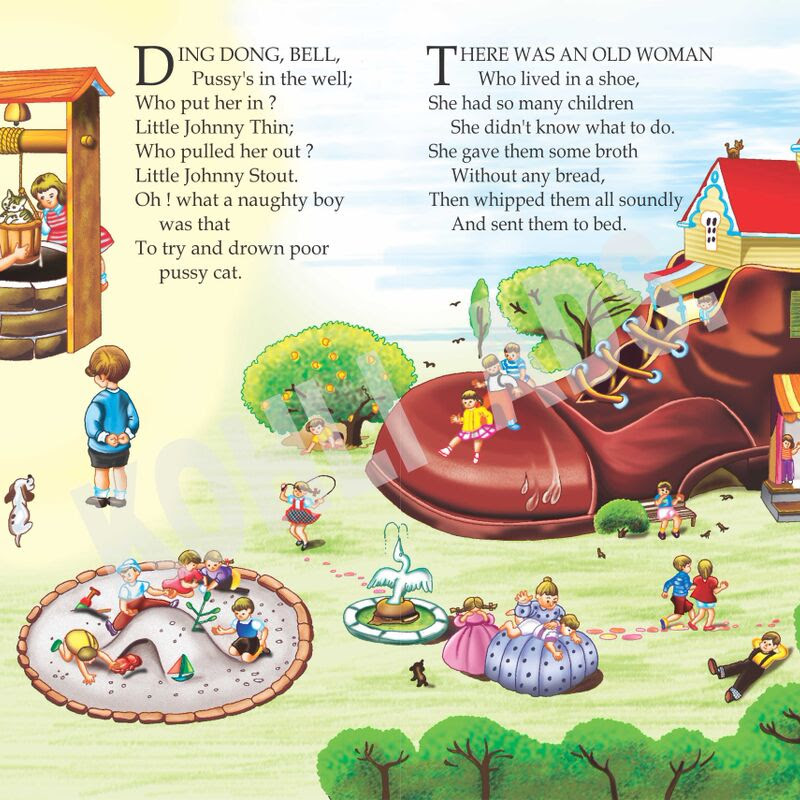 DING DONG, BELL,
Pussy's in the well;
Who put her in ?
Little Johnny Thin;
Who pulled her out ?
Little Johnny Stout.
Oh ! what a naughty boy
was that
To try and drown poor
pussy cat.
THERE WAS AN OLD WOMAN
Who lived in a shoe,
She had so many children
She didn't know what to do.
She gave them some broth
Without any bread,
Then whipped them all soundly
And sent them to bed.